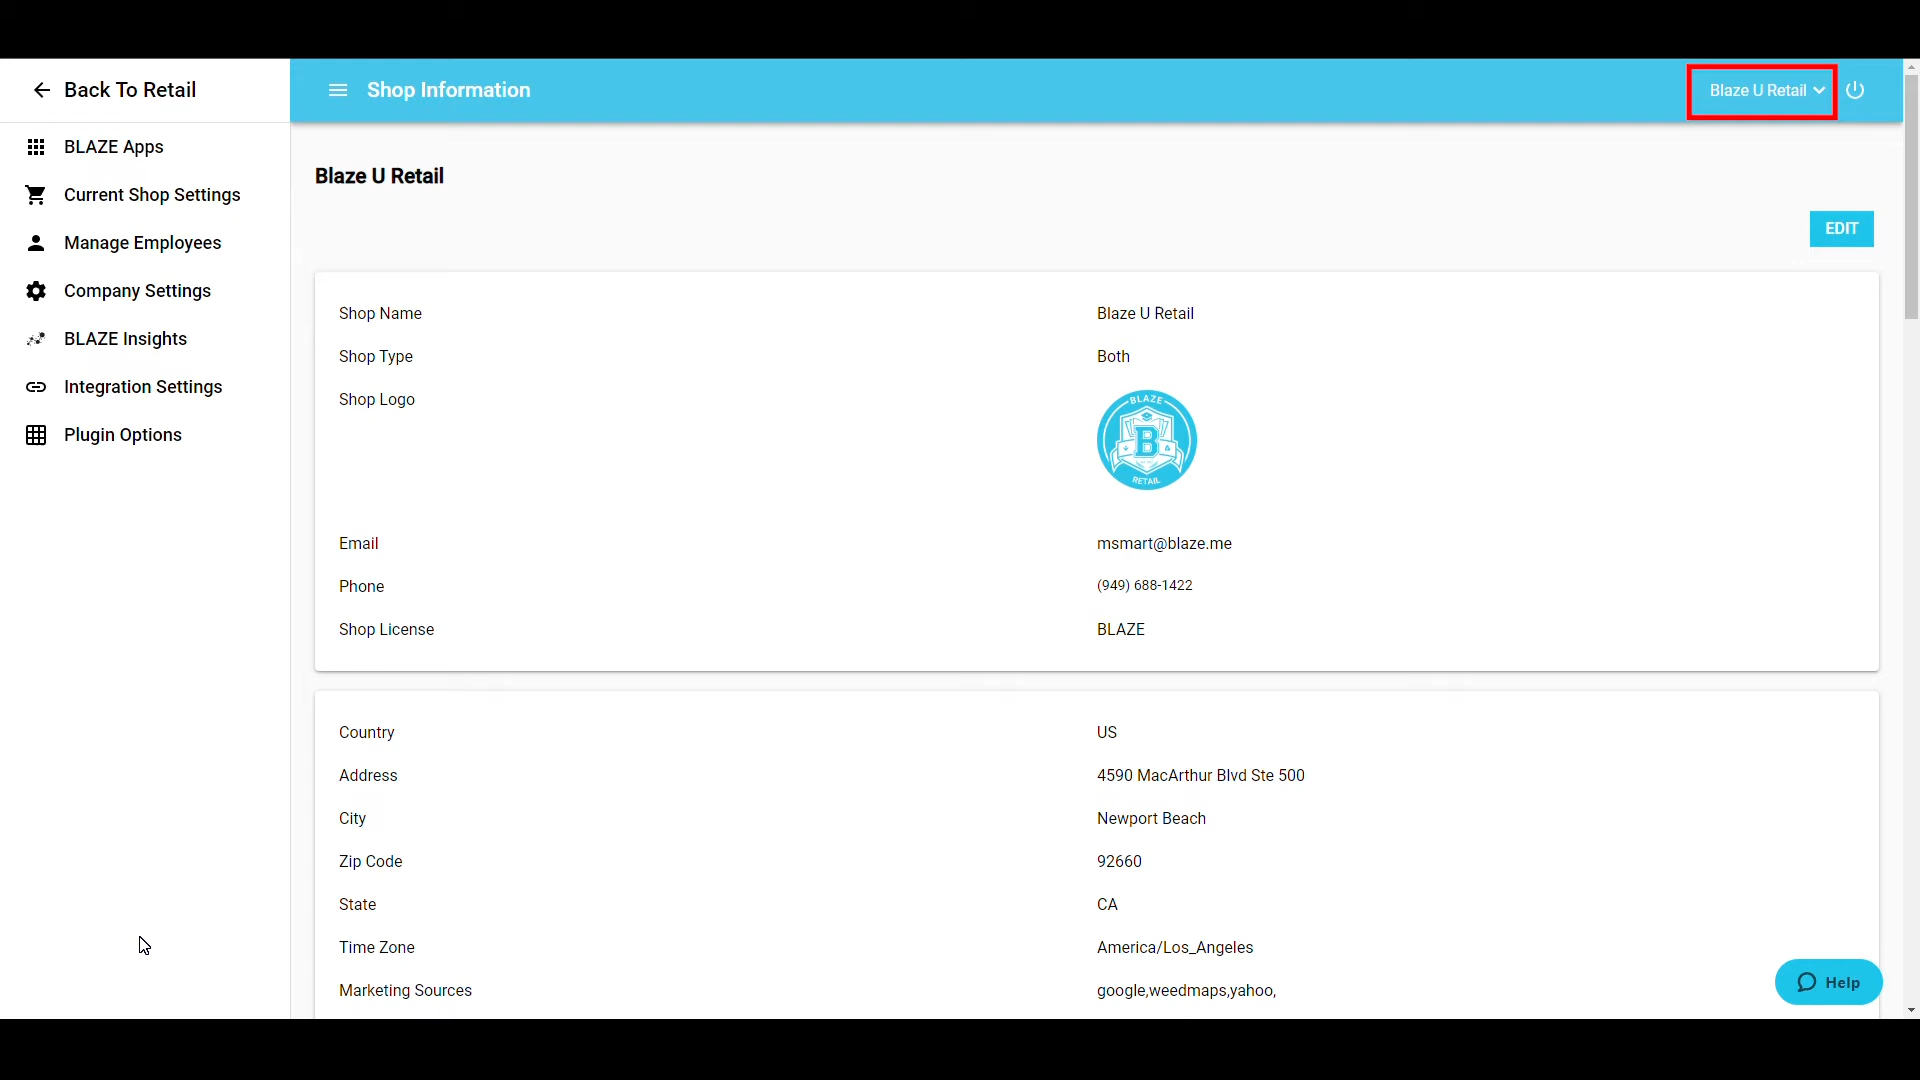 Back To Retail
Shop Information
Blaze U Retail
BLAZE Apps
Current Shop Settings
Manage Employees
Company Settings
BLAZE Insights
Integration Settings
Plugin Options
Blaze U Retail
EDIT
Shop Name Blaze U Retail
Shop Type Both
Shop Logo
BLAZE
B
RETAIL
Email msmart@blaze.me
Phone (949) 688-1422
Shop License BLAZE
Country US
Address 4590 MacArthur Blvd Ste 500
City Newport Beach
Zip Code 92660
State CA
Time Zone America/Los_Angeles
Marketing Sources google,weedmaps,yahoo,
Help